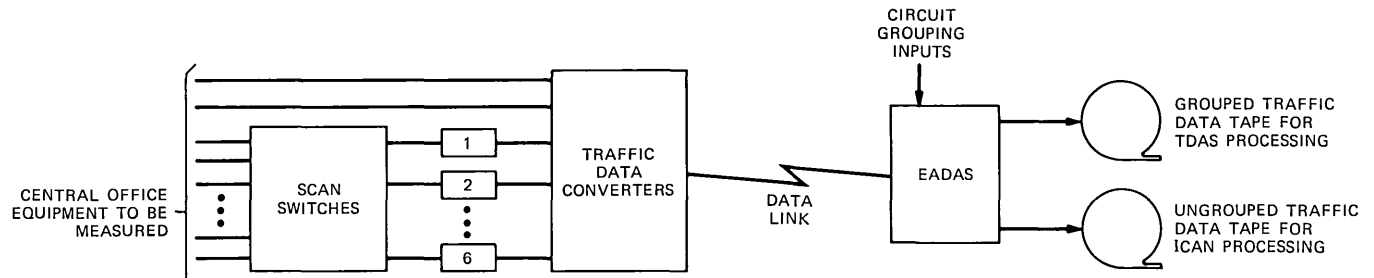 CENTRAL OFFICE
EQUIPMENT TO BE
MEASURED
SCAN
SWITCHES
1
2
6
TRAFFIC
DATA
CONVERTERS
DATA
LINK
CIRCUIT
GROUPING
INPUTS
EADAS
GROUPED TRAFFIC
DATA TAPE FOR
TDAS PROCESSING
UNGROUPED TRAFFIC
DATA TAPE FOR
ICAN PROCESSING